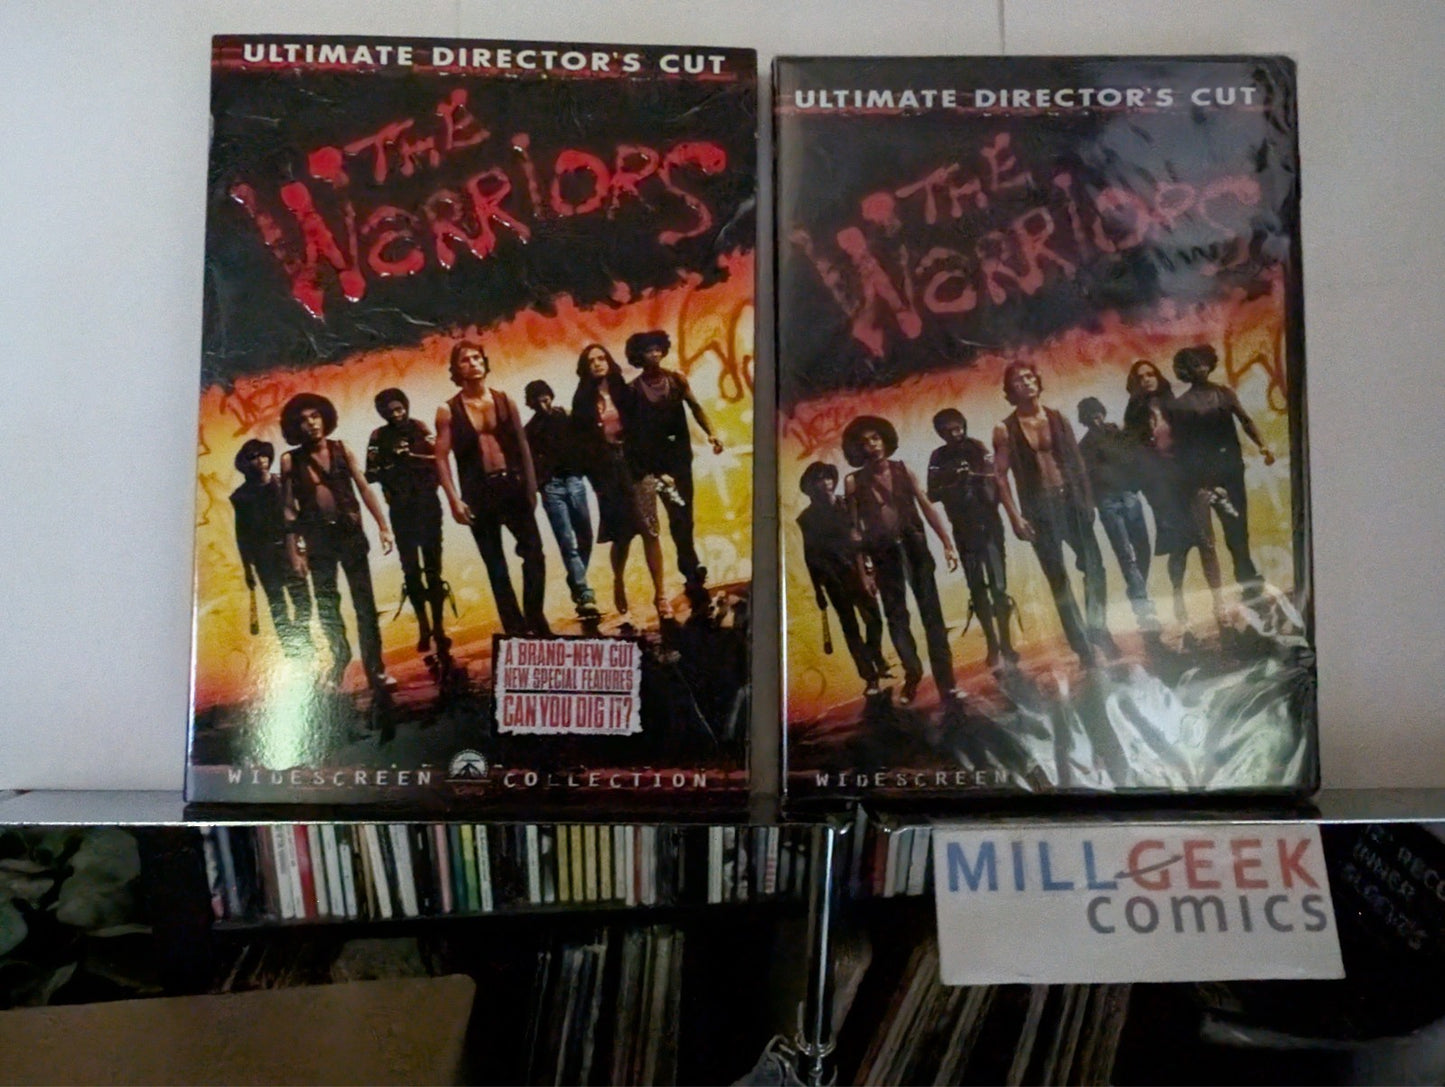 ULTIMATE DIRECTOR'S CUT
THE
WARRIORS
A BRAND-NEW CUT
NEW SPECIAL FEATURES
CAN YOU DIG IT?
WIDESCREEN COLLECTION
ULTIMATE DIRECTOR'S CUT
THE
WARRIORS
WIDESCREEN
MILLGEEK
comics
INNER